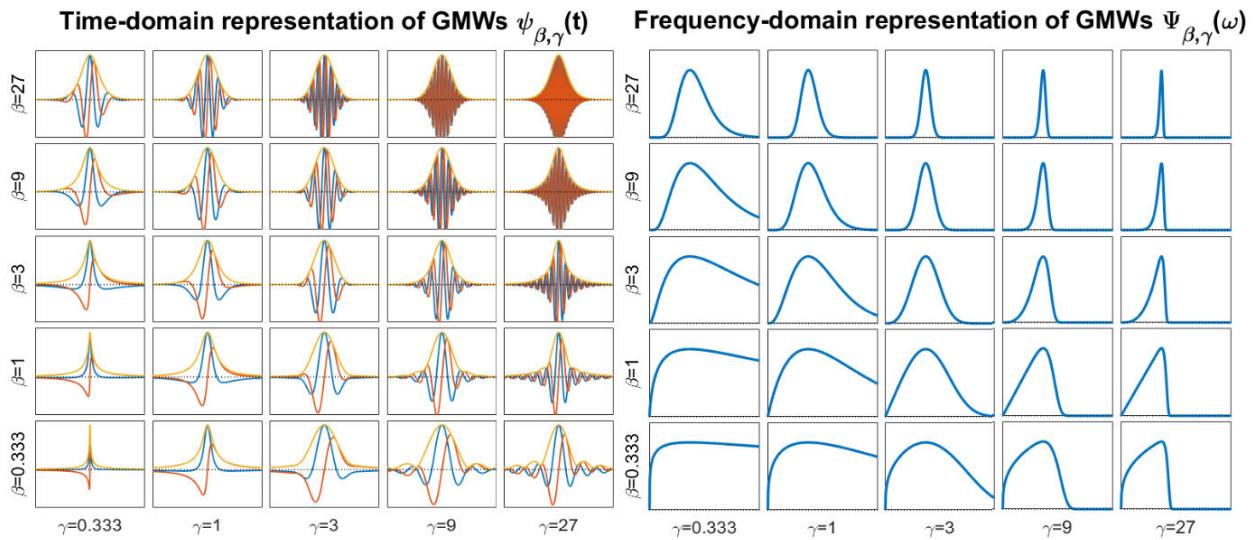 Time-domain representation of GMWs ψβ,γ(t)
Frequency-domain representation of GMWs Ψβ,γ(ω)
β=27
β=9
β=3
β=1
β=0.333
γ=0.333
γ=1
γ=3
γ=9
γ=27
β=27
β=9
β=3
β=1
β=0.333
γ=0.333
γ=1
γ=3
γ=9
γ=27